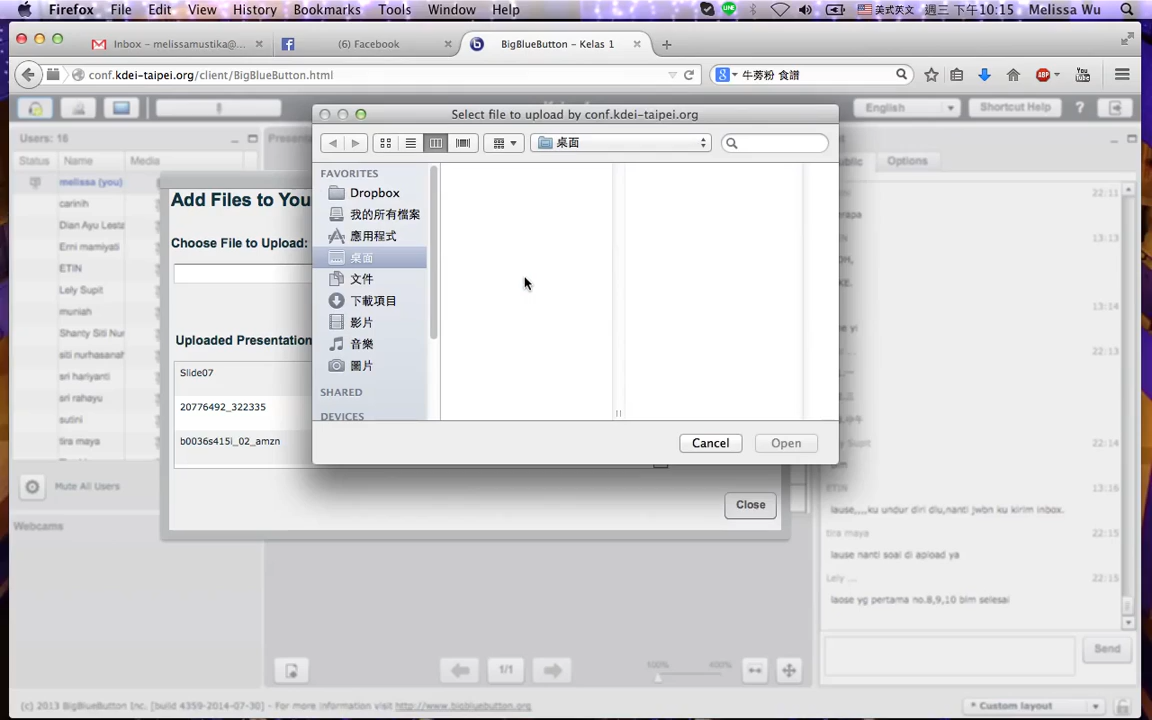 Firefox File Edit View History Bookmarks Tools Window Help 美式英文 週三 下午10:15 Melissa Wu
Inbox – melissamustika@...
(6) Facebook
BigBlueButton – Kelas 1
conf.kdei-taipei.org/client/BigBlueButton.html
牛蒡粉 食譜
ABP
You
English
Shortcut Help
?
Select file to upload by conf.kdei-taipei.org
桌面
Users: 16
Status Name Media
melissa (you)
carinih
Dian Ayu Lesta
Erni mamiyati
ETIN
Lely Supit
muniah
Shanty Siti Nur
siti nurhasanah
sri hariyanti
sri rahayu
sutini
tira maya
Mute All Users
Webcams
Add Files to You
Choose File to Upload:
Uploaded Presentation
Slide07
20776492_322335
b0036s415i_02_amzn
FAVORITES
Dropbox
我的所有檔案
應用程式
桌面
文件
下載項目
影片
音樂
圖片
SHARED
DEVICES
Cancel
Open
Close
Options
22:11
13:13
13:14
22:13
22:14
ETIN 13:16
lause,,,,ku undur diri dlu,nanti jwbn ku kirim inbox.
tira maya 22:15
lause nanti soal di apload ya
Lely ... 22:15
laose yg pertama no.8,9,10 blm selesai
Send
1/1
100% 400%
(c) 2013 BigBlueButton Inc. [build 4359-2014-07-30] - For more information visit http://www.bigbluebutton.org
* Custom layout